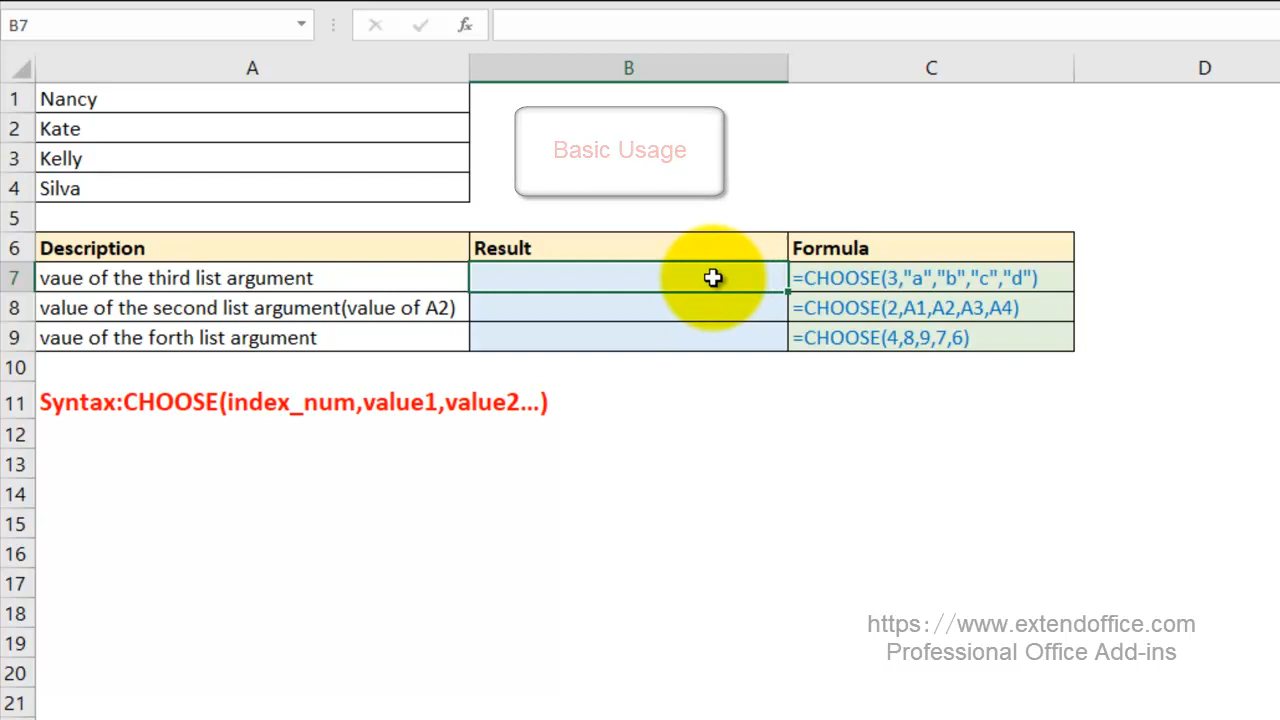 B7
fx
A B C D
1 Nancy
2 Kate
3 Kelly
4 Silva
Basic Usage
5
6 Description Result Formula
7 vaue of the third list argument =CHOOSE(3,"a","b","c","d")
8 value of the second list argument(value of A2) =CHOOSE(2,A1,A2,A3,A4)
9 vaue of the forth list argument =CHOOSE(4,8,9,7,6)
10
11 Syntax:CHOOSE(index_num,value1,value2...)
12
13
14
15
16
17
18
https://www.extendoffice.com
19
Professional Office Add-ins
20
21